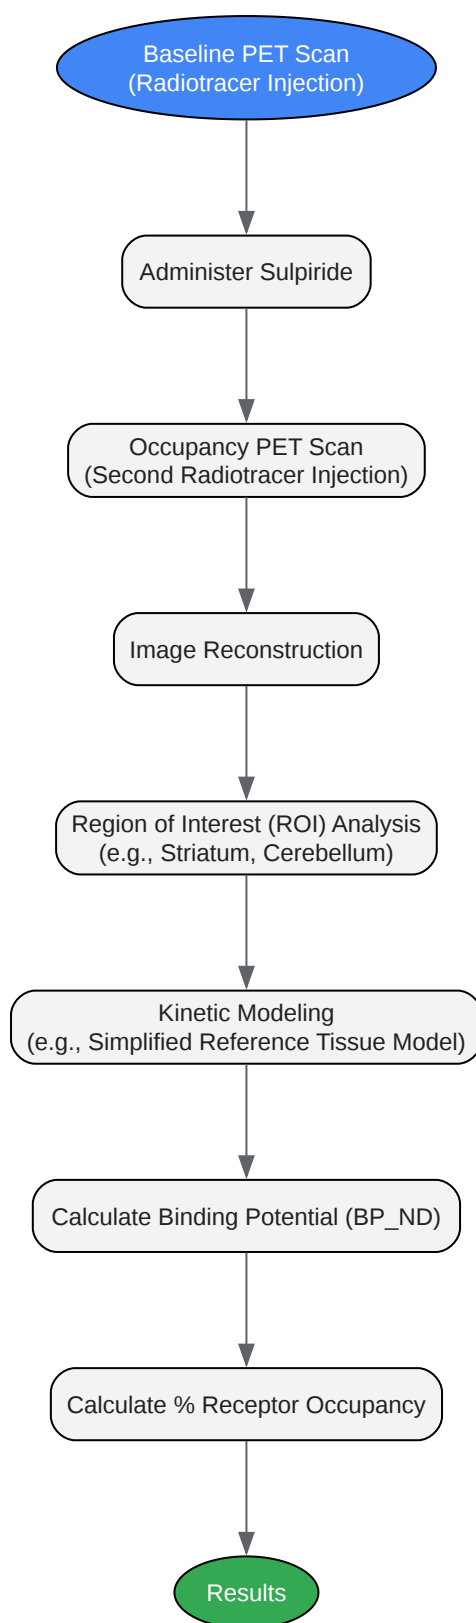 Baseline PET Scan
(Radiotracer Injection)
Administer Sulpiride
Occupancy PET Scan
(Second Radiotracer Injection)
Image Reconstruction
Region of Interest (ROI) Analysis
(e.g., Striatum, Cerebellum)
Kinetic Modeling
(e.g., Simplified Reference Tissue Model)
Calculate Binding Potential (BP_ND)
Calculate % Receptor Occupancy
Results